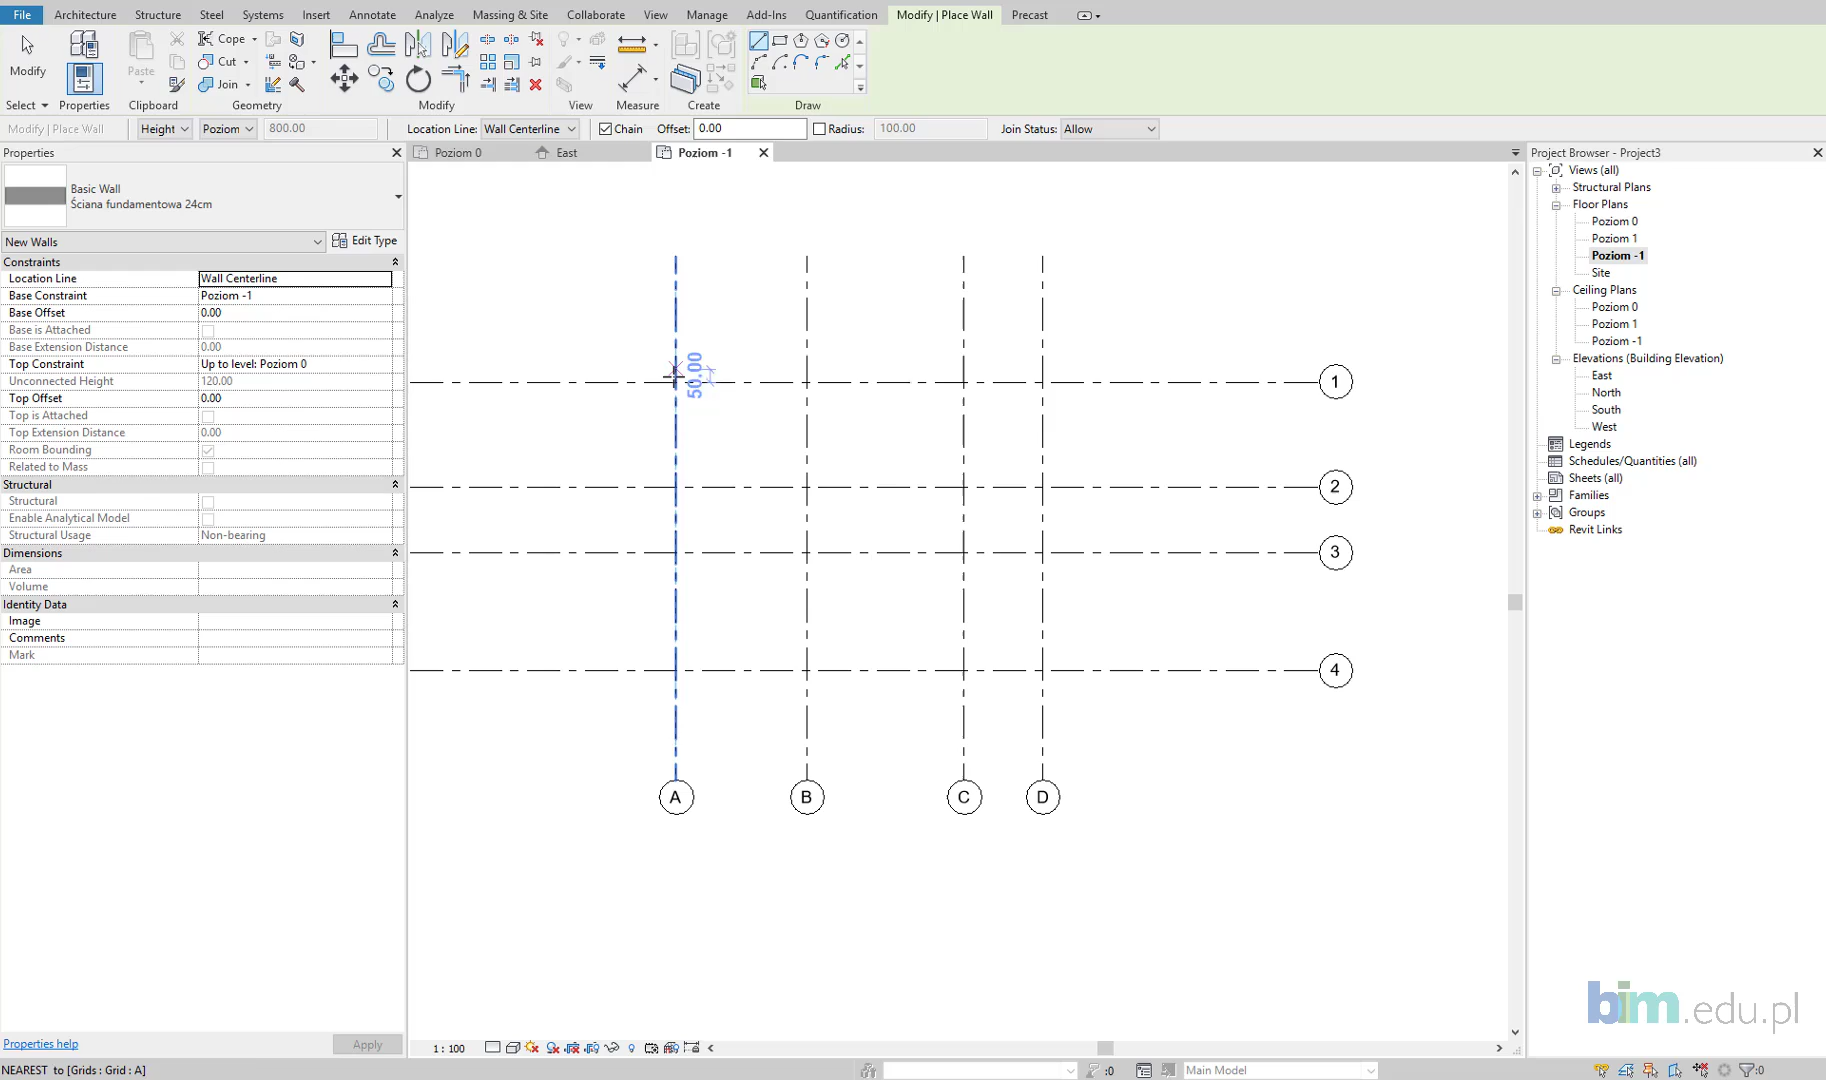 File Architecture Structure Steel Systems Insert Annotate Analyze Massing & Site Collaborate View Manage Add-Ins Quantification Modify | Place Wall Precast
Modify Paste Cope Cut Join
Select Properties Clipboard Geometry Modify View Measure Create Draw
Modify | Place Wall Height Poziom 800.00 Location Line: Wall Centerline Chain Offset: 0.00 Radius: 100.00 Join Status: Allow
Properties
Basic Wall
Ściana fundamentowa 24cm
New Walls Edit Type
Constraints
Location Line Wall Centerline
Base Constraint Poziom -1
Base Offset 0.00
Base is Attached
Base Extension Distance 0.00
Top Constraint Up to level: Poziom 0
Unconnected Height 120.00
Top Offset 0.00
Top is Attached
Top Extension Distance 0.00
Room Bounding
Related to Mass
Structural
Structural
Enable Analytical Model
Structural Usage Non-bearing
Dimensions
Area
Volume
Identity Data
Image
Comments
Mark
Properties help Apply
Poziom 0 East Poziom -1
50.00
1
2
3
4
A B C D
1 : 100
Project Browser - Project3
Views (all)
Structural Plans
Floor Plans
Poziom 0
Poziom 1
Poziom -1
Site
Ceiling Plans
Poziom 0
Poziom 1
Poziom -1
Elevations (Building Elevation)
East
North
South
West
Legends
Schedules/Quantities (all)
Sheets (all)
Families
Groups
Revit Links
bim.edu.pl
NEAREST to [Grids : Grid : A] :0 Main Model :0